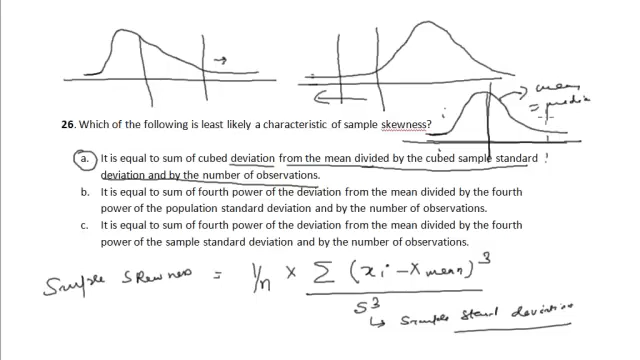 mean
= media
26. Which of the following is least likely a characteristic of sample skewness?
a. It is equal to sum of cubed deviation from the mean divided by the cubed sample standard
deviation and by the number of observations.
b. It is equal to sum of fourth power of the deviation from the mean divided by the fourth
power of the population standard deviation and by the number of observations.
c. It is equal to sum of fourth power of the deviation from the mean divided by the fourth
power of the sample standard deviation and by the number of observations.
Sample skewness = 1/n × Σ (xi - X mean)³
S³
↳ sample stand deviation